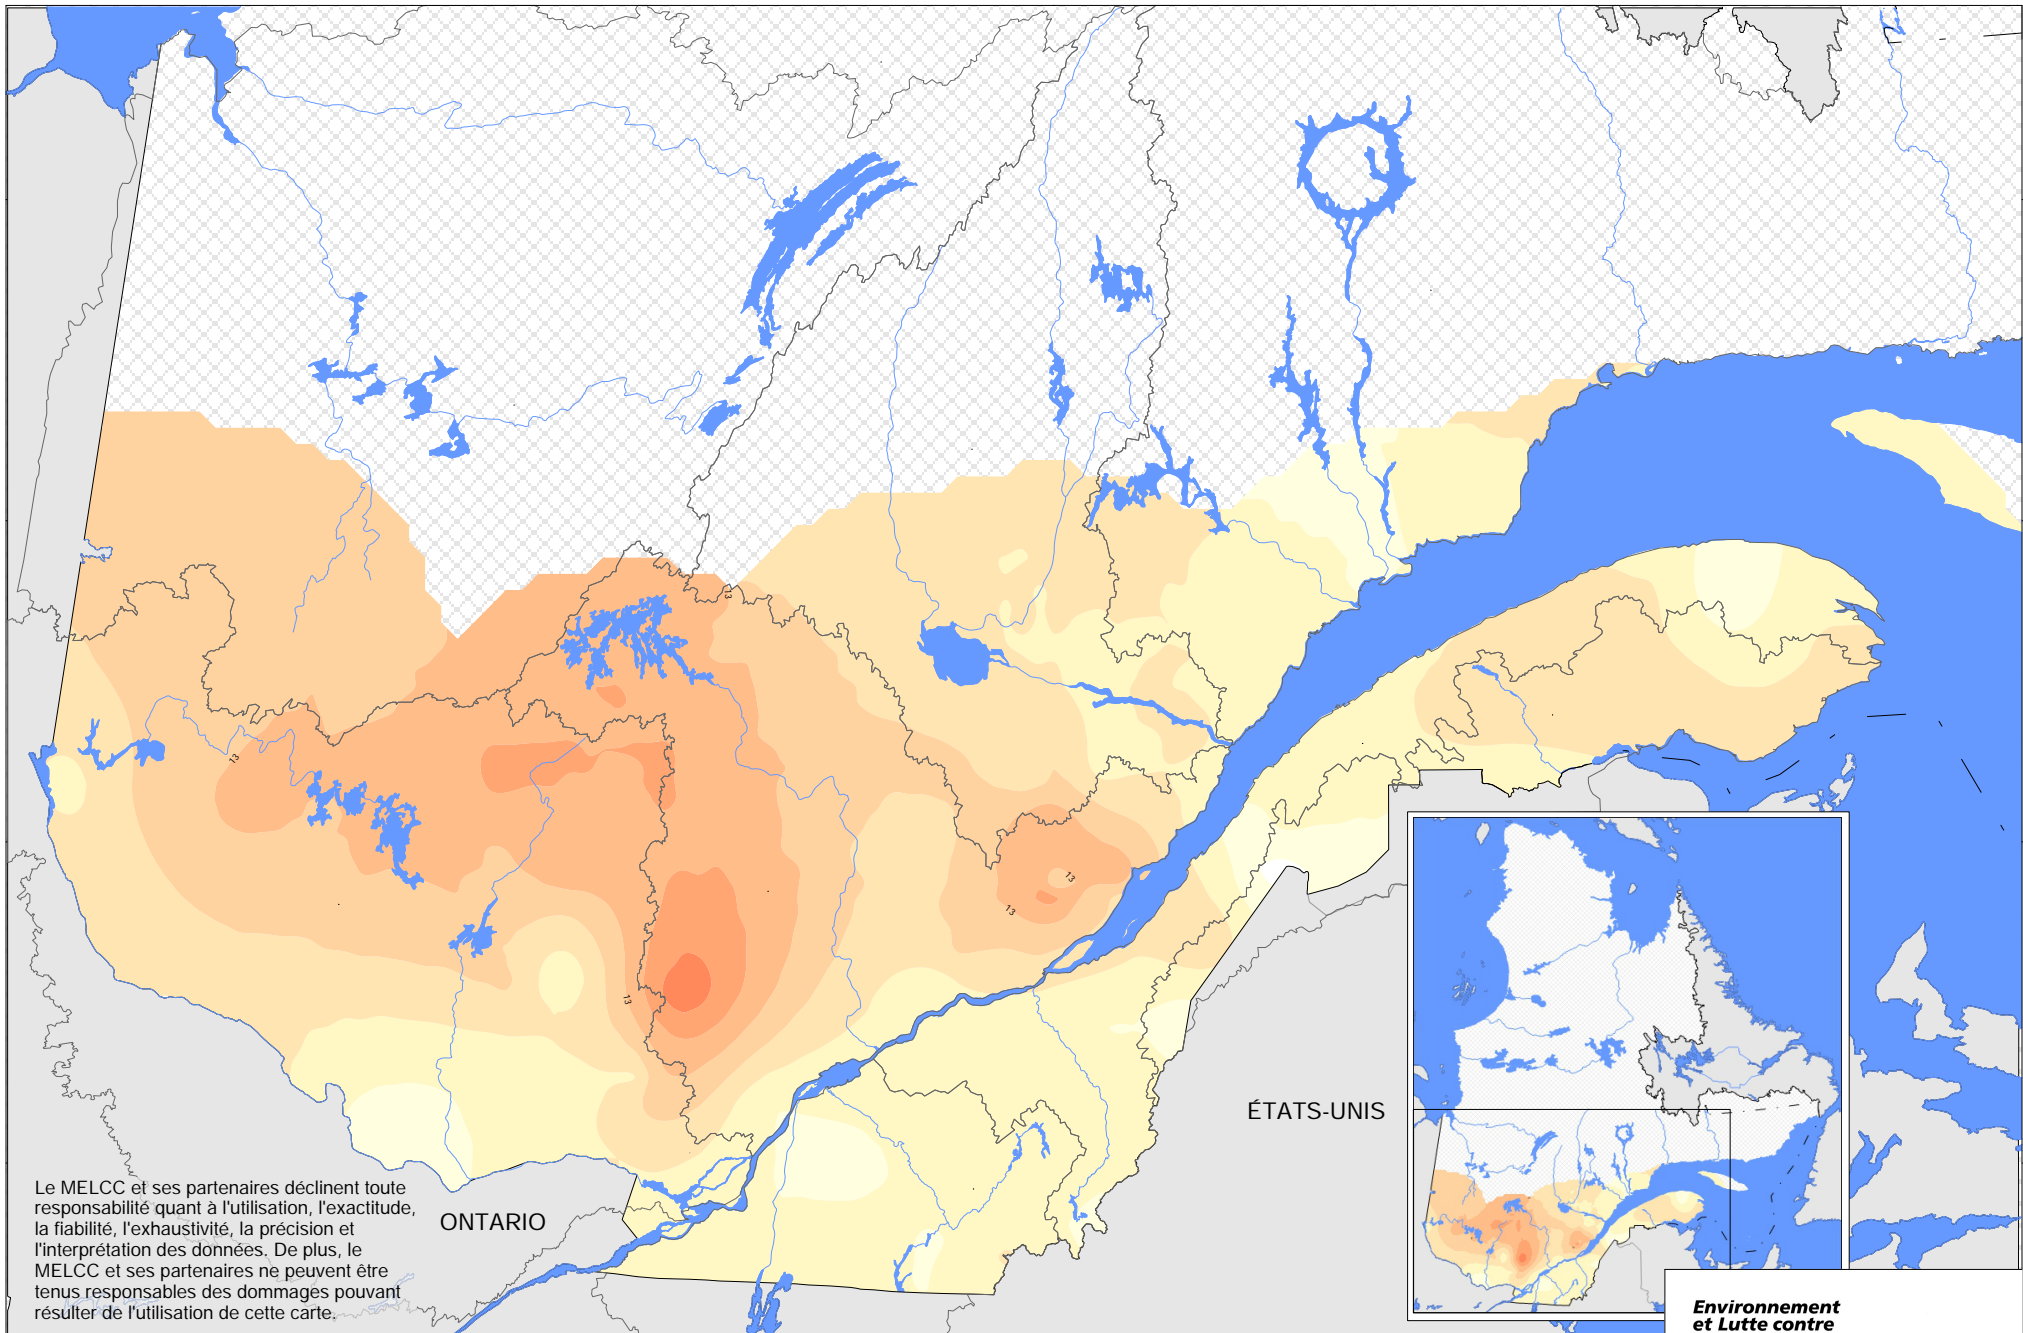 13
13
13
13
13
ÉTATS-UNIS
ONTARIO
Le MELCC et ses partenaires déclinent toute
responsabilité quant à l'utilisation, l'exactitude,
la fiabilité, l'exhaustivité, la précision et
l'interprétation des données. De plus, le
MELCC et ses partenaires ne peuvent être
tenus responsables des dommages pouvant
résulter de l'utilisation de cette carte.
Environnement
et Lutte contre